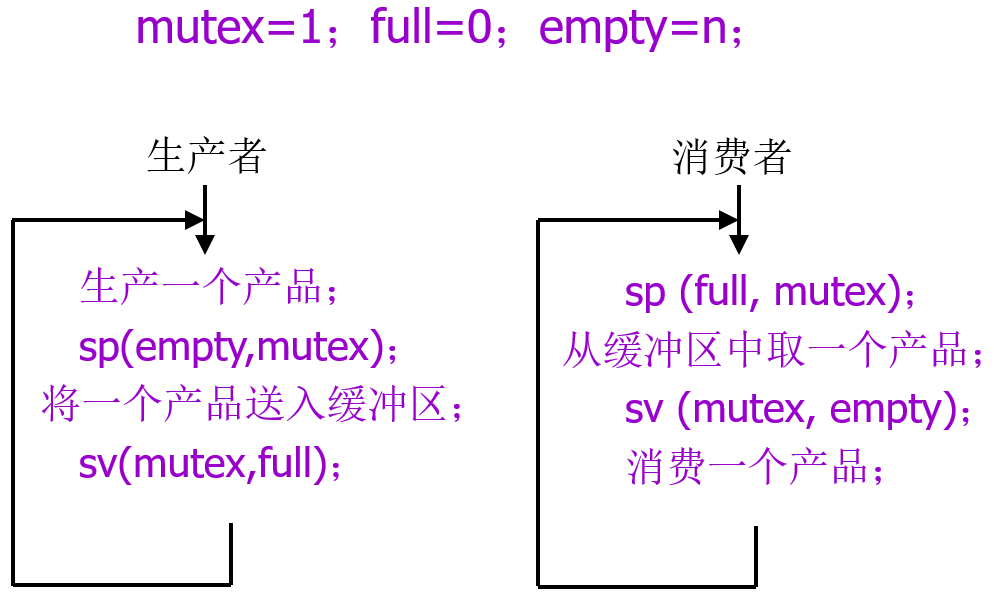 mutex=1；full=0；empty=n；
生产者
生产一个产品；
sp(empty,mutex)；
将一个产品送入缓冲区；
sv(mutex,full)；
消费者
sp (full, mutex)；
从缓冲区中取一个产品；
sv (mutex, empty)；
消费一个产品；